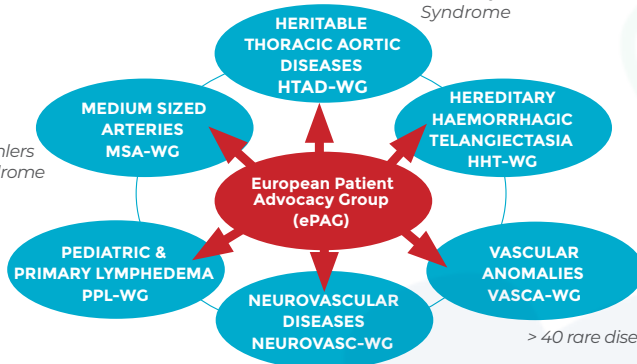 Syndrome
HERITABLE
THORACIC AORTIC
DISEASES
HTAD-WG
MEDIUM SIZED
ARTERIES
MSA-WG
HEREDITARY
HAEMORRHAGIC
TELANGIECTASIA
HHT-WG
European Patient
Advocacy Group
(ePAG)
PEDIATRIC &
PRIMARY LYMPHEDEMA
PPL-WG
VASCULAR
ANOMALIES
VASCA-WG
NEUROVASCULAR
DISEASES
NEUROVASC-WG
> 40 rare